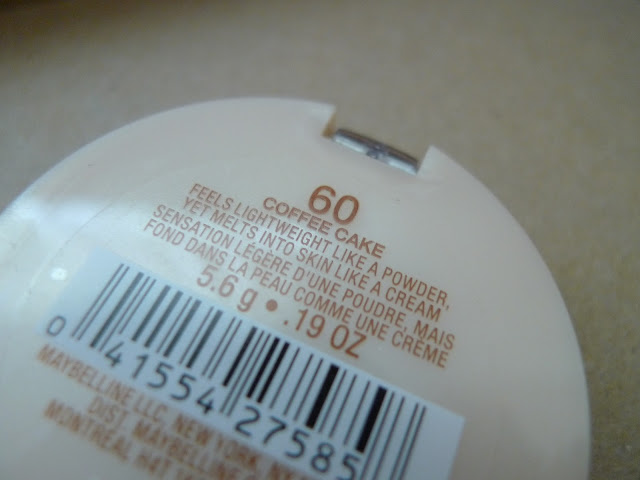 60
COFFEE CAKE
FEELS LIGHTWEIGHT LIKE A POWDER,
YET MELTS INTO SKIN LIKE A CREAM
SENSATION LÉGÈRE D'UNE POUDRE, MAIS
FOND DANS LA PEAU COMME UNE CRÈME
5.6 g • .19 OZ
0 41554 27585
MAYBELLINE LLC, NEW YORK,
DIST. MAYBELLINE
MONTREAL H4T